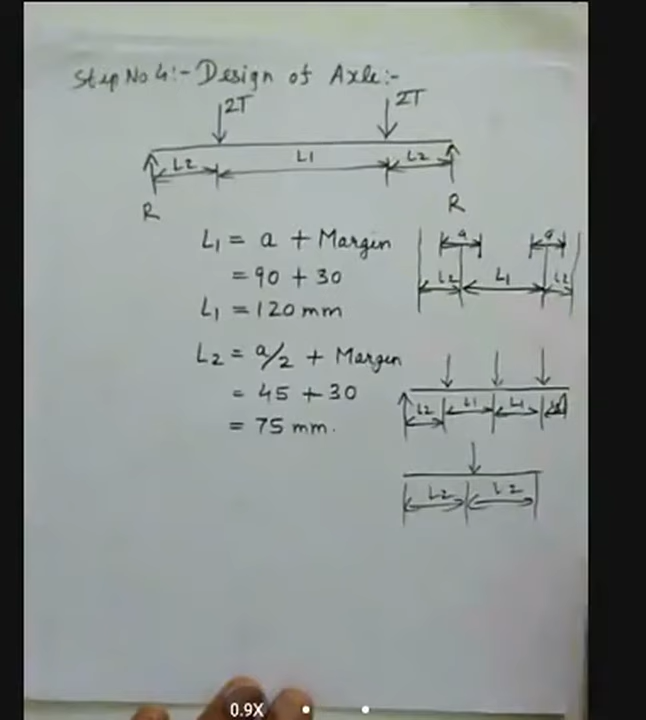 Step No 4:- Design of Axle:-
2T 2T
L2 L1 L2
R R
L1 = a + Margin
= 90 + 30
L1 = 120 mm
L2 = a/2 + Margin
= 45 + 30
= 75 mm.
a a
L2 L1 L2
L2 L1 L1
L2 L2
0.9X